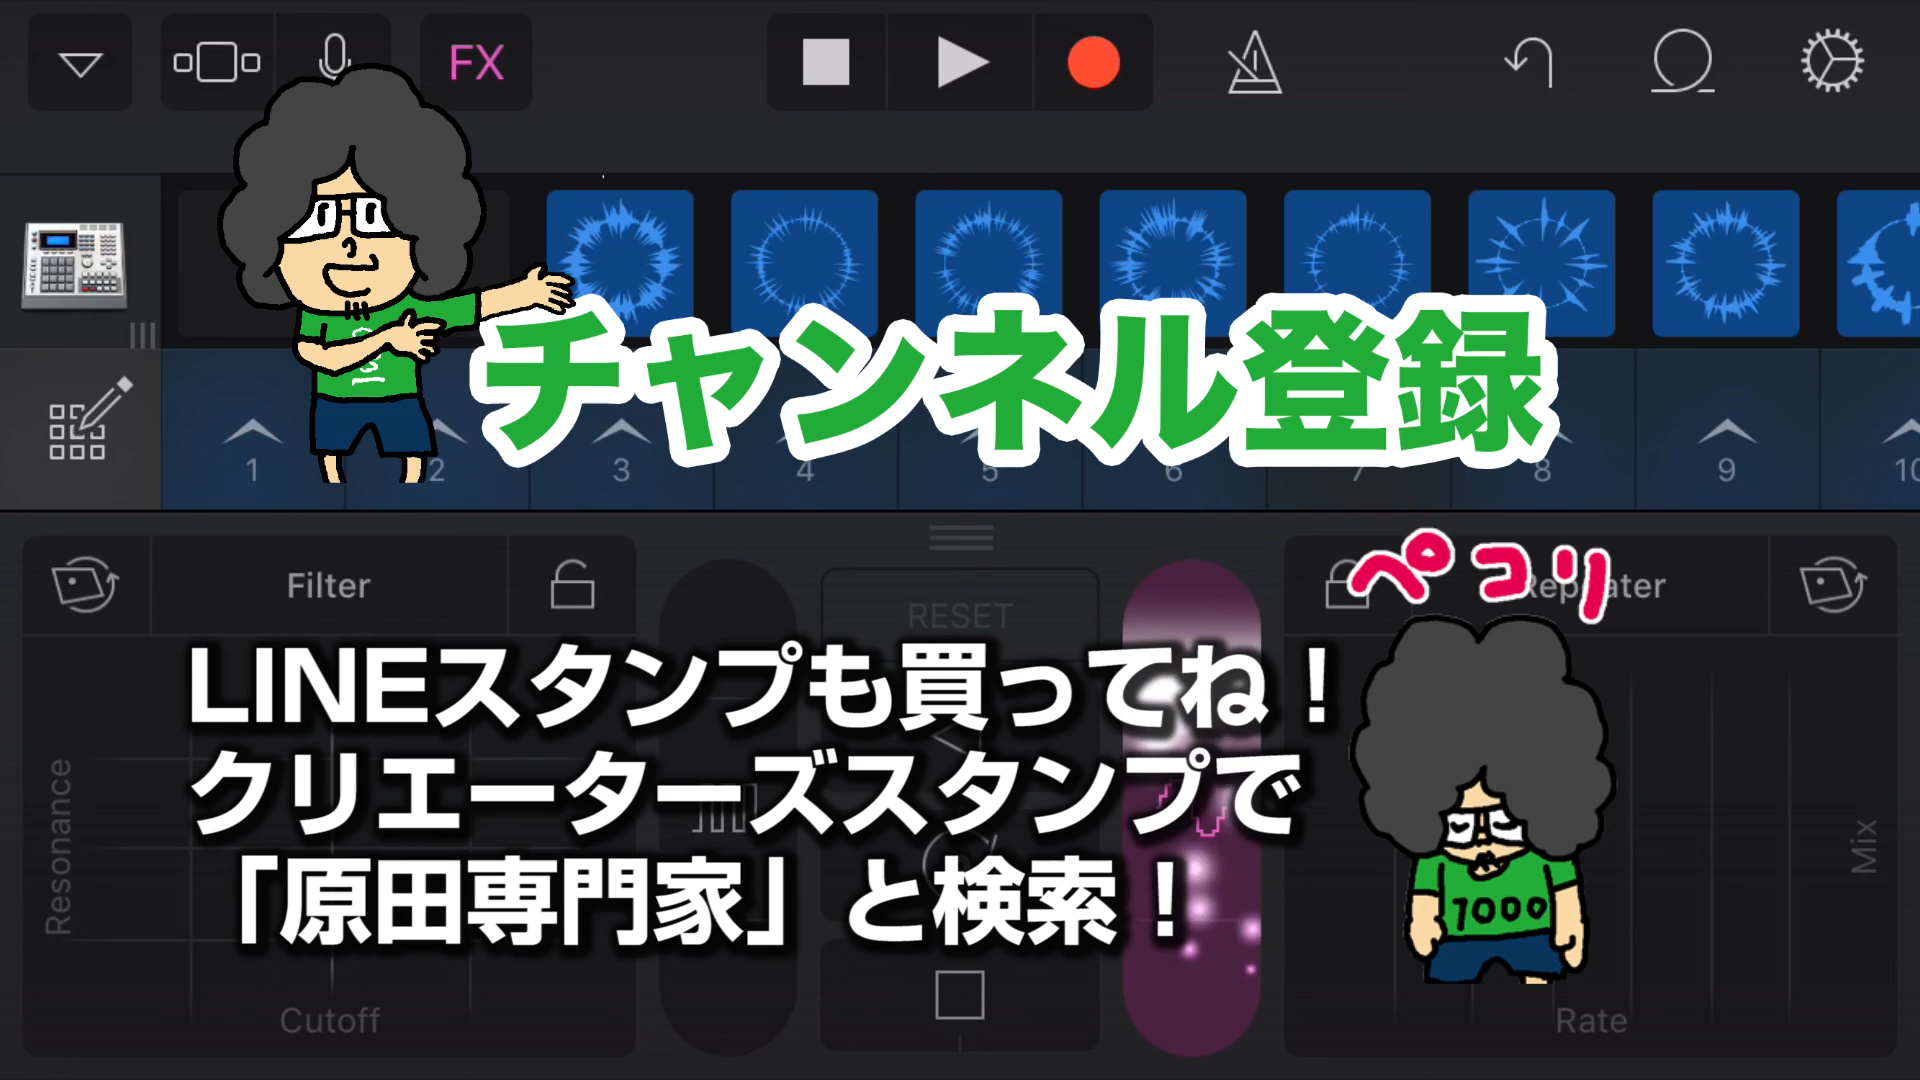 FX
チャンネル登録
1 2 3 4 5 6 7 8 9 10
Filter
RESET
ペコリ
Repeater
LINEスタンプも買ってね！
クリエーターズスタンプで
「原田専門家」と検索！
Resonance
Mix
1000
Cutoff
Rate